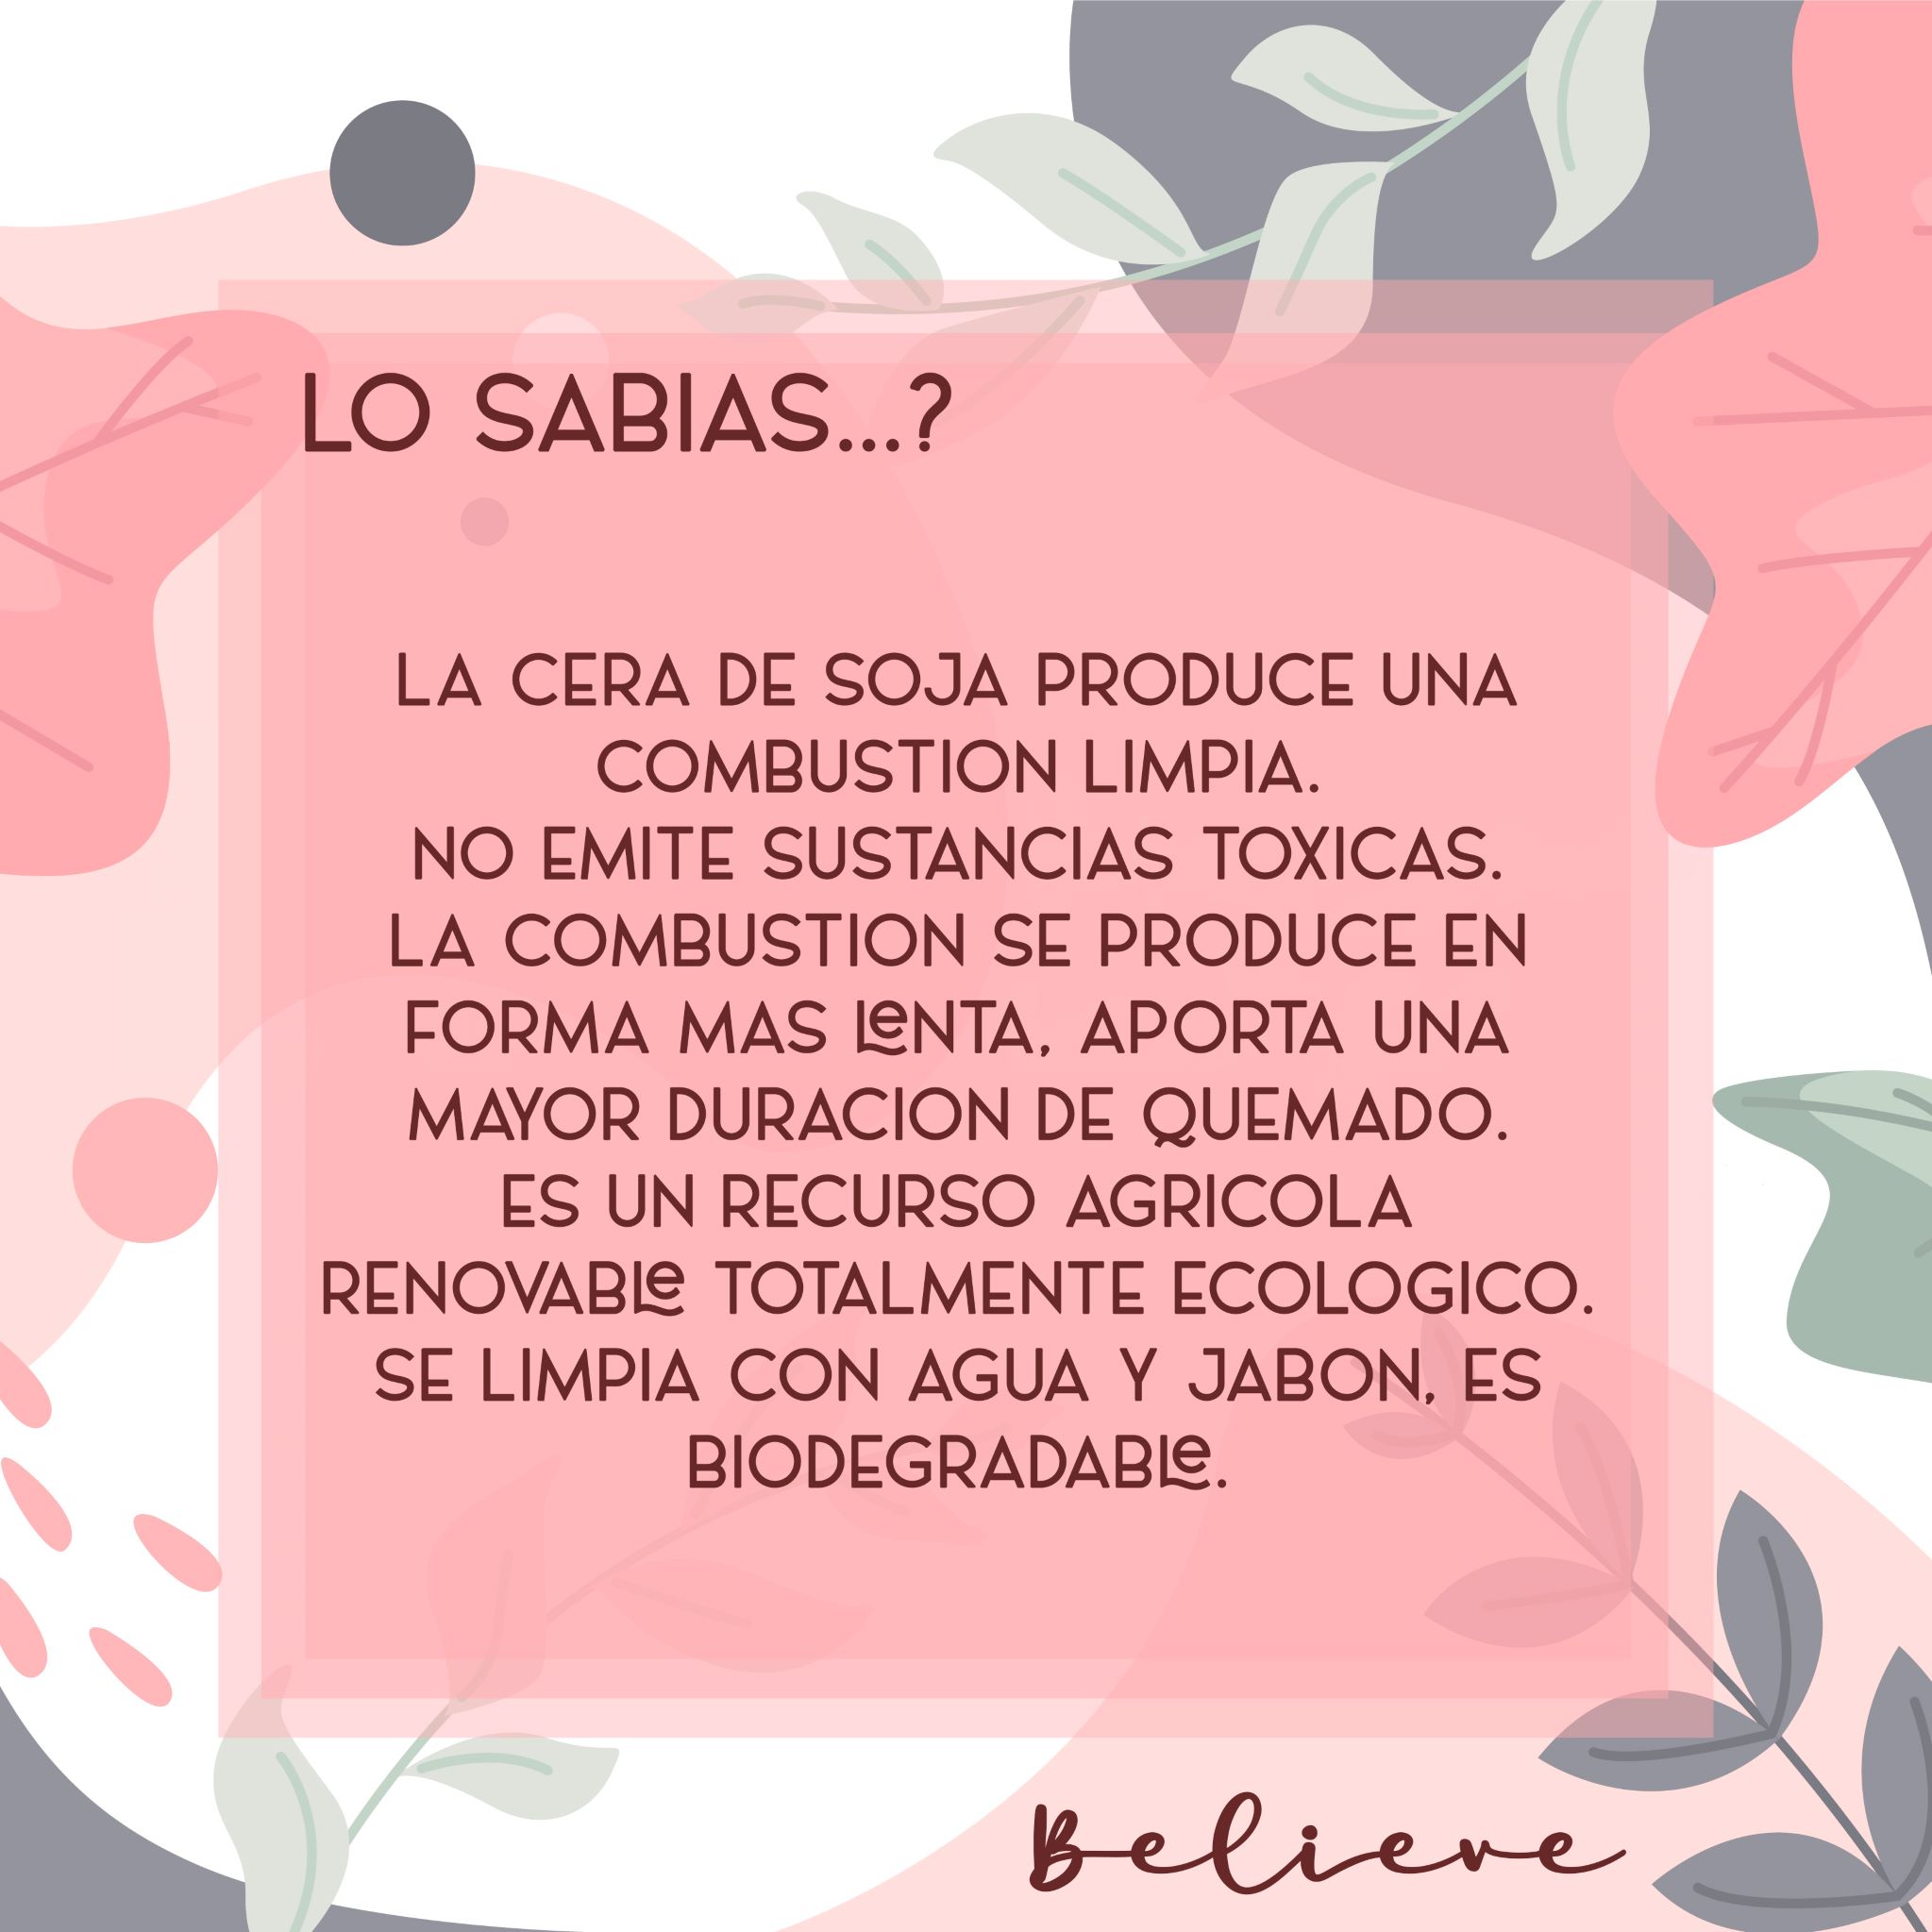 LO SABIAS...?
LA CERA DE SOJA PRODUCE UNA
COMBUSTION LIMPIA.
NO EMITE SUSTANCIAS TOXICAS.
LA COMBUSTION SE PRODUCE EN
FORMA MAS LENTA, APORTA UNA
MAYOR DURACION DE QUEMADO.
ES UN RECURSO AGRICOLA
RENOVABLE TOTALMENTE ECOLOGICO.
SE LIMPIA CON AGUA Y JABON, ES
BIODEGRADABLE.
Believe